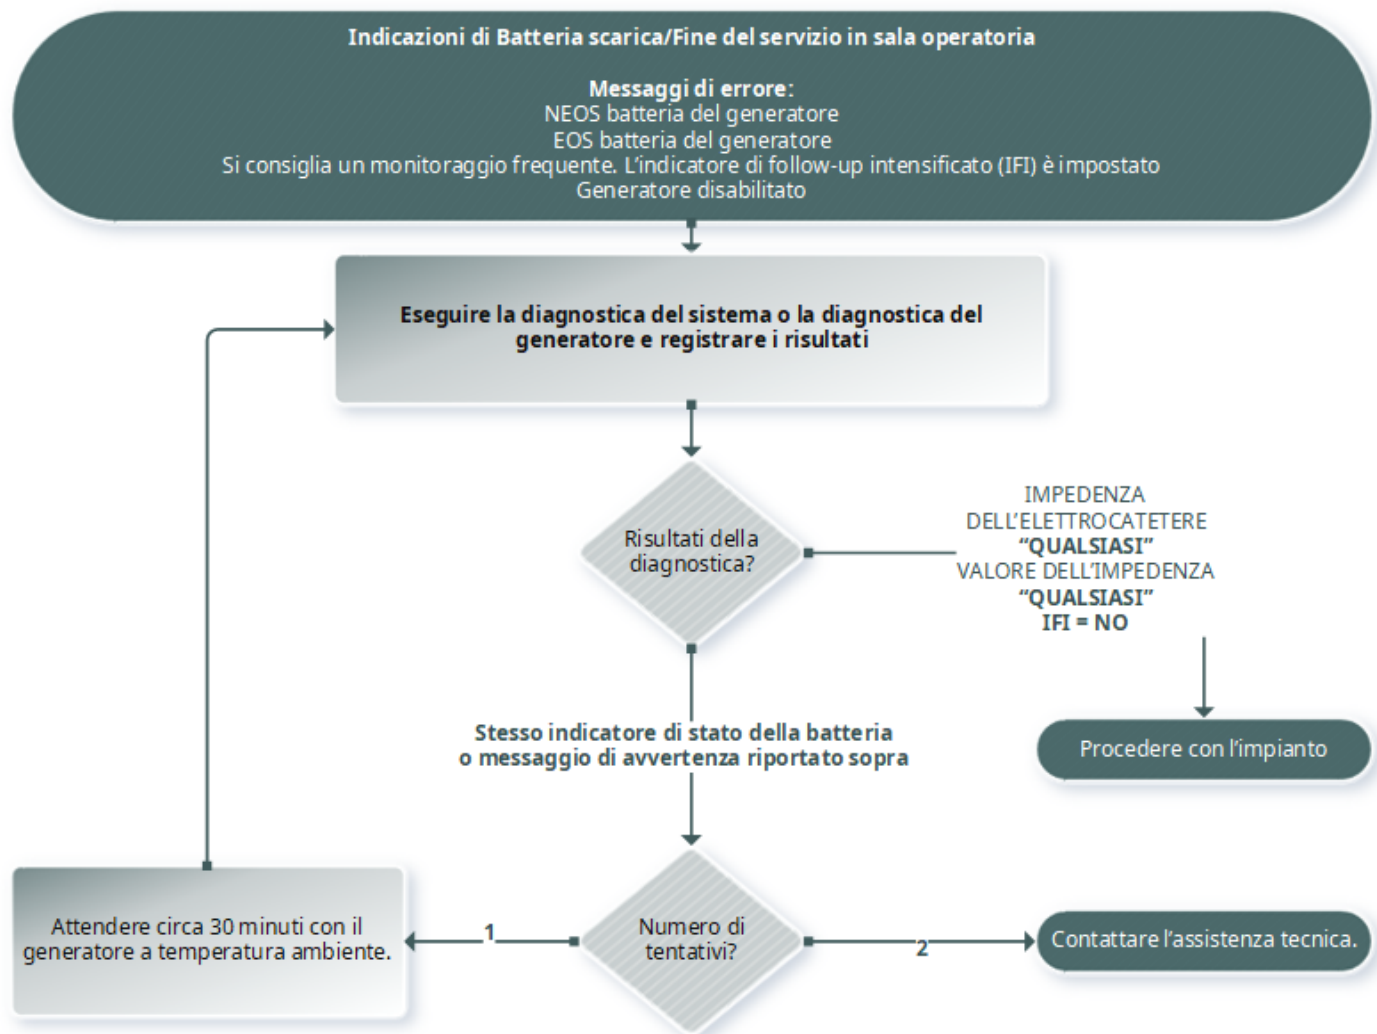 Indicazioni di Batteria scarica/Fine del servizio in sala operatoria
Messaggi di errore:
NEOS batteria del generatore
EOS batteria del generatore
Si consiglia un monitoraggio frequente. L’indicatore di follow-up intensificato (IFI) è impostato
Generatore disabilitato
Eseguire la diagnostica del sistema o la diagnostica del
generatore e registrare i risultati
Risultati della
diagnostica?
IMPEDENZA
DELL’ELETTROCATETERE
“QUALSIASI”
VALORE DELL’IMPEDENZA
“QUALSIASI”
IFI = NO
Procedere con l’impianto
Stesso indicatore di stato della batteria
o messaggio di avvertenza riportato sopra
Numero di
tentativi?
1
Attendere circa 30 minuti con il
generatore a temperatura ambiente.
2
Contattare l’assistenza tecnica.